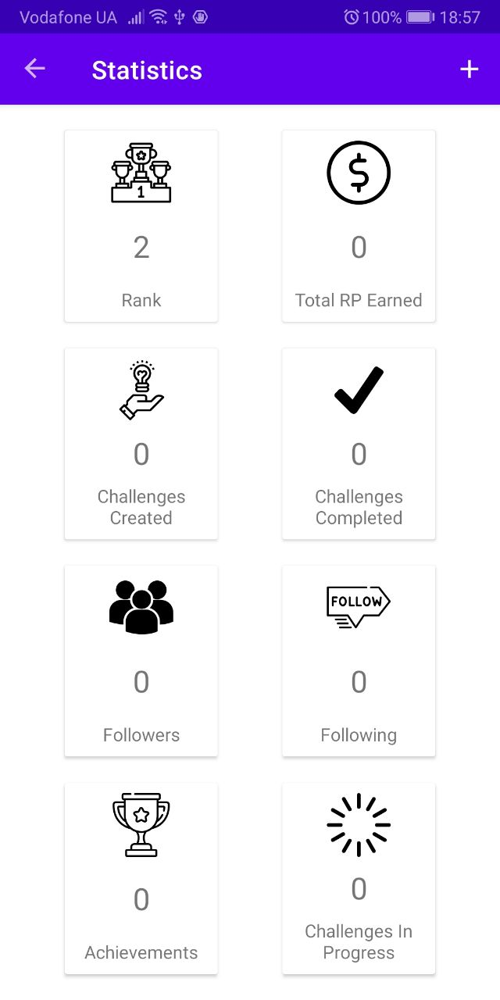 Vodafone UA 100% 18:57
Statistics +
1
2
Rank
$
0
Total RP Earned
0
Challenges
Created
0
Challenges
Completed
0
Followers
FOLLOW
0
Following
0
Achievements
0
Challenges In
Progress